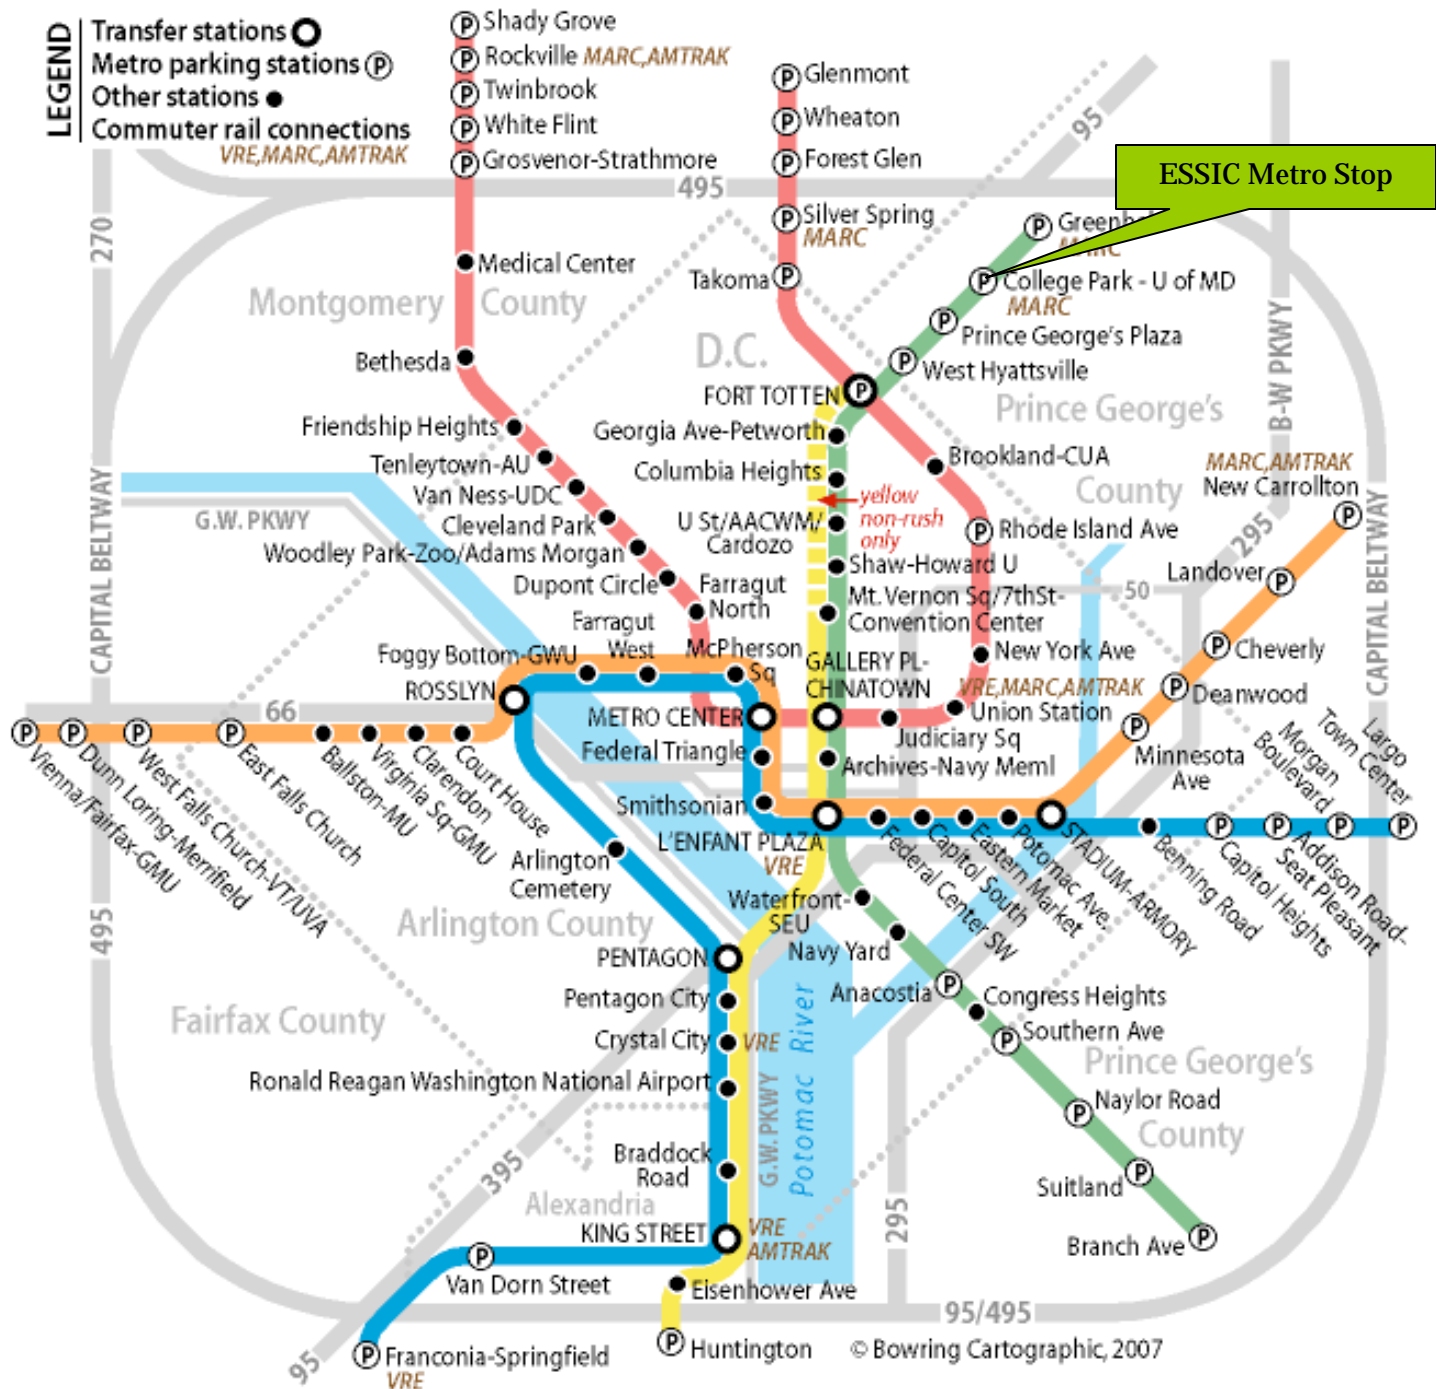 LEGEND
Transfer stations
Metro parking stations P
Other stations
Commuter rail connections
VRE,MARC,AMTRAK
Shady Grove
Rockville MARC,AMTRAK
Twinbrook
White Flint
Grosvenor-Strathmore
Glenmont
Wheaton
Forest Glen
95
ESSIC Metro Stop
495
Silver Spring
MARC
MARC
270
Medical Center
Takoma
College Park - U of MD
MARC
Montgomery County
Prince George's Plaza
D.C.
Bethesda
West Hyattsville
B-W PKWY
FORT TOTTEN
Prince George's
County
Friendship Heights
Georgia Ave-Petworth
Brookland-CUA
Tenleytown-AU
Columbia Heights
MARC,AMTRAK
New Carrollton
Van Ness-UDC
yellow
non-rush
only
G.W. PKWY
Cleveland Park
U St/AACWM/
Cardozo
Rhode Island Ave
295
CAPITAL BELTWAY
CAPITAL BELTWAY
Woodley Park-Zoo/Adams Morgan
Shaw-Howard U
Landover
Dupont Circle
Farragut
North
Mt. Vernon Sq/7thSt-
Convention Center
50
Farragut
West
McPherson
Sq
New York Ave
Cheverly
Foggy Bottom-GWU
GALLERY PL-
CHINATOWN
VRE,MARC,AMTRAK
Union Station
Deanwood
ROSSLYN
66
METRO CENTER
Judiciary Sq
Minnesota
Ave
Morgan
Boulevard
Largo
Town Center
Federal Triangle
Archives-Navy Meml
Vienna/Fairfax-GMU
Dunn Loring-Merrifield
West Falls Church-VT/UVA
East Falls Church
Ballston-MU
Virginia Sq-GMU
Clarendon
Court House
Smithsonian
L'ENFANT PLAZA
VRE
Federal Center SW
Capitol South
Eastern Market
Potomac Ave.
STADIUM-ARMORY
Benning Road
Capitol Heights
Addison Road-
Seat Pleasant
Arlington
Cemetery
Waterfront-
SEU
Arlington County
495
Navy Yard
PENTAGON
Anacostia
Pentagon City
Congress Heights
Fairfax County
Southern Ave
Crystal City VRE
Prince George's
County
Ronald Reagan Washington National Airport
G.W. PKWY
Potomac River
Naylor Road
Braddock
Road
395
Suitland
Alexandria
295
KING STREET
VRE
AMTRAK
Branch Ave
Van Dorn Street
Eisenhower Ave
95/495
95
Franconia-Springfield
VRE
Huntington
© Bowring Cartographic, 2007